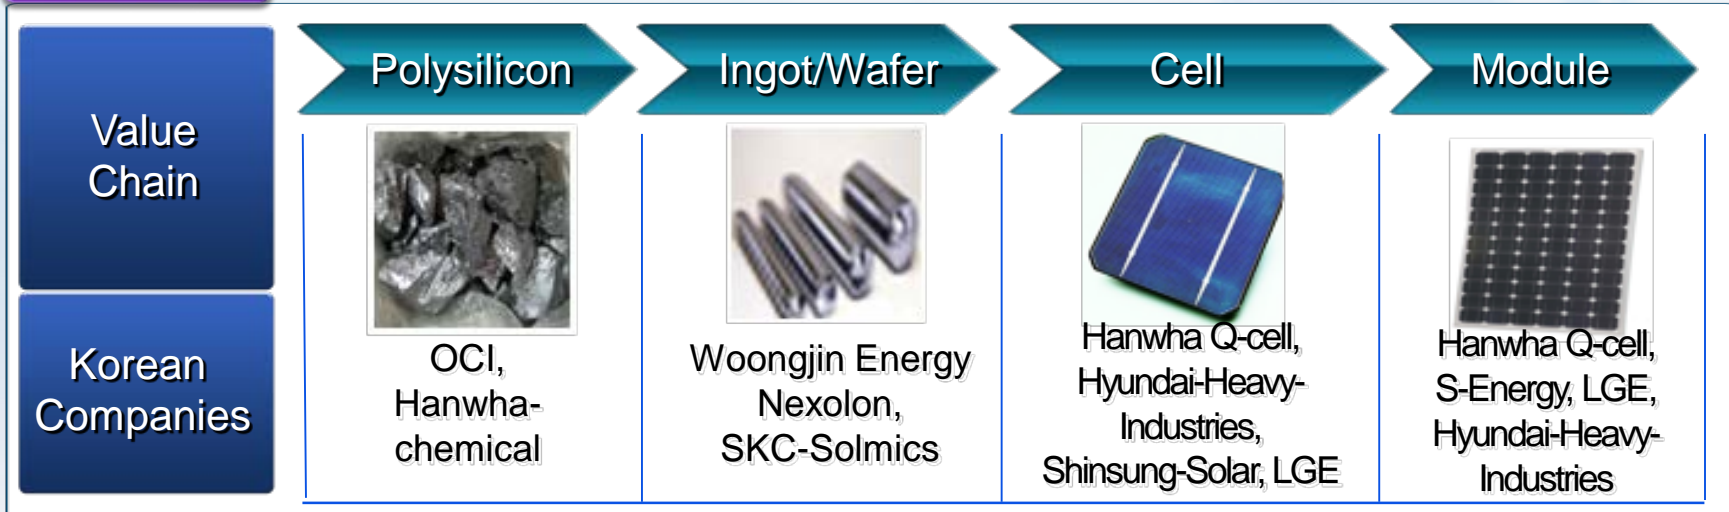 Value
Chain
Polysilicon
Ingot/Wafer
Cell
Module
Korean
Companies
OCI,
Hanwha-
chemical
Woongjin Energy
Nexolon,
SKC-Solmics
Hanwha Q-cell,
Hyundai-Heavy-
Industries,
Shinsung-Solar, LGE
Hanwha Q-cell,
S-Energy, LGE,
Hyundai-Heavy-
Industries